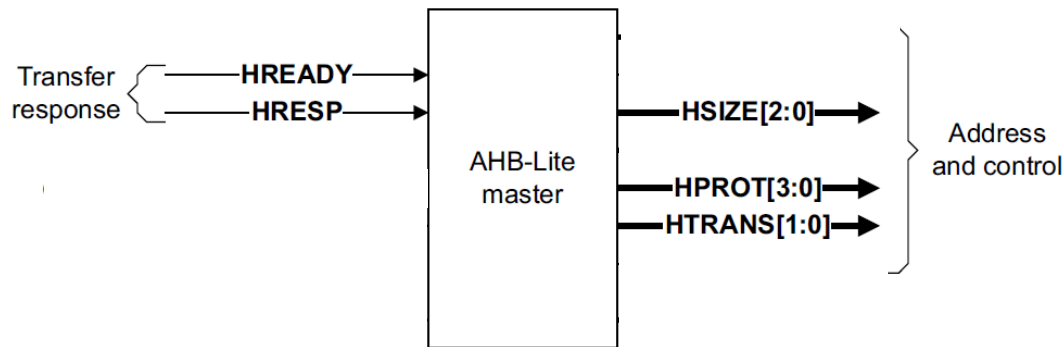 Transfer
response
HREADY
HRESP
AHB-Lite
master
HSIZE[2:0]
HPROT[3:0]
HTRANS[1:0]
Address
and control